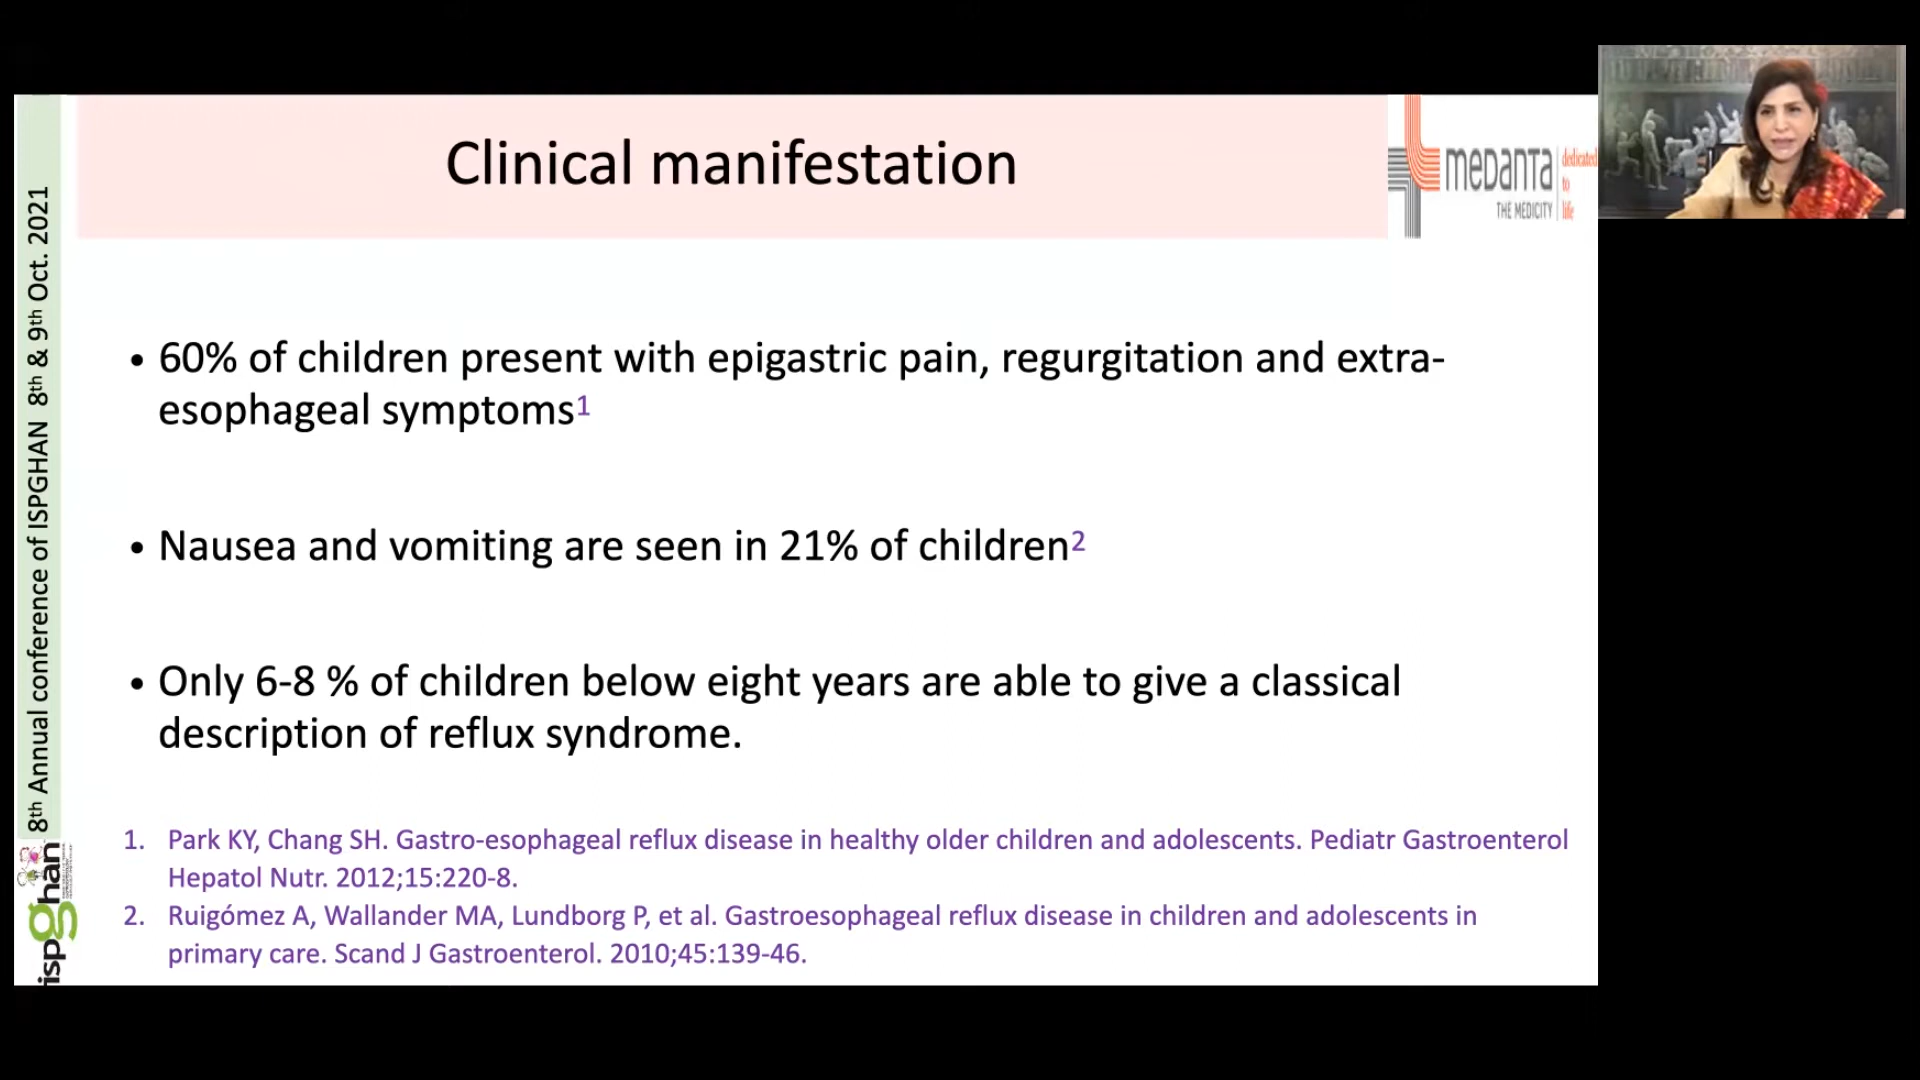 Clinical manifestation
medanTa
THE MEDICITY
dedicated
to
life
• 60% of children present with epigastric pain, regurgitation and extra-
esophageal symptoms1
• Nausea and vomiting are seen in 21% of children2
• Only 6-8 % of children below eight years are able to give a classical
description of reflux syndrome.
1. Park KY, Chang SH. Gastro-esophageal reflux disease in healthy older children and adolescents. Pediatr Gastroenterol
Hepatol Nutr. 2012;15:220-8.
2. Ruigómez A, Wallander MA, Lundborg P, et al. Gastroesophageal reflux disease in children and adolescents in
primary care. Scand J Gastroenterol. 2010;45:139-46.
8th Annual conference of ISPGHAN 8th & 9th Oct. 2021
ispghan